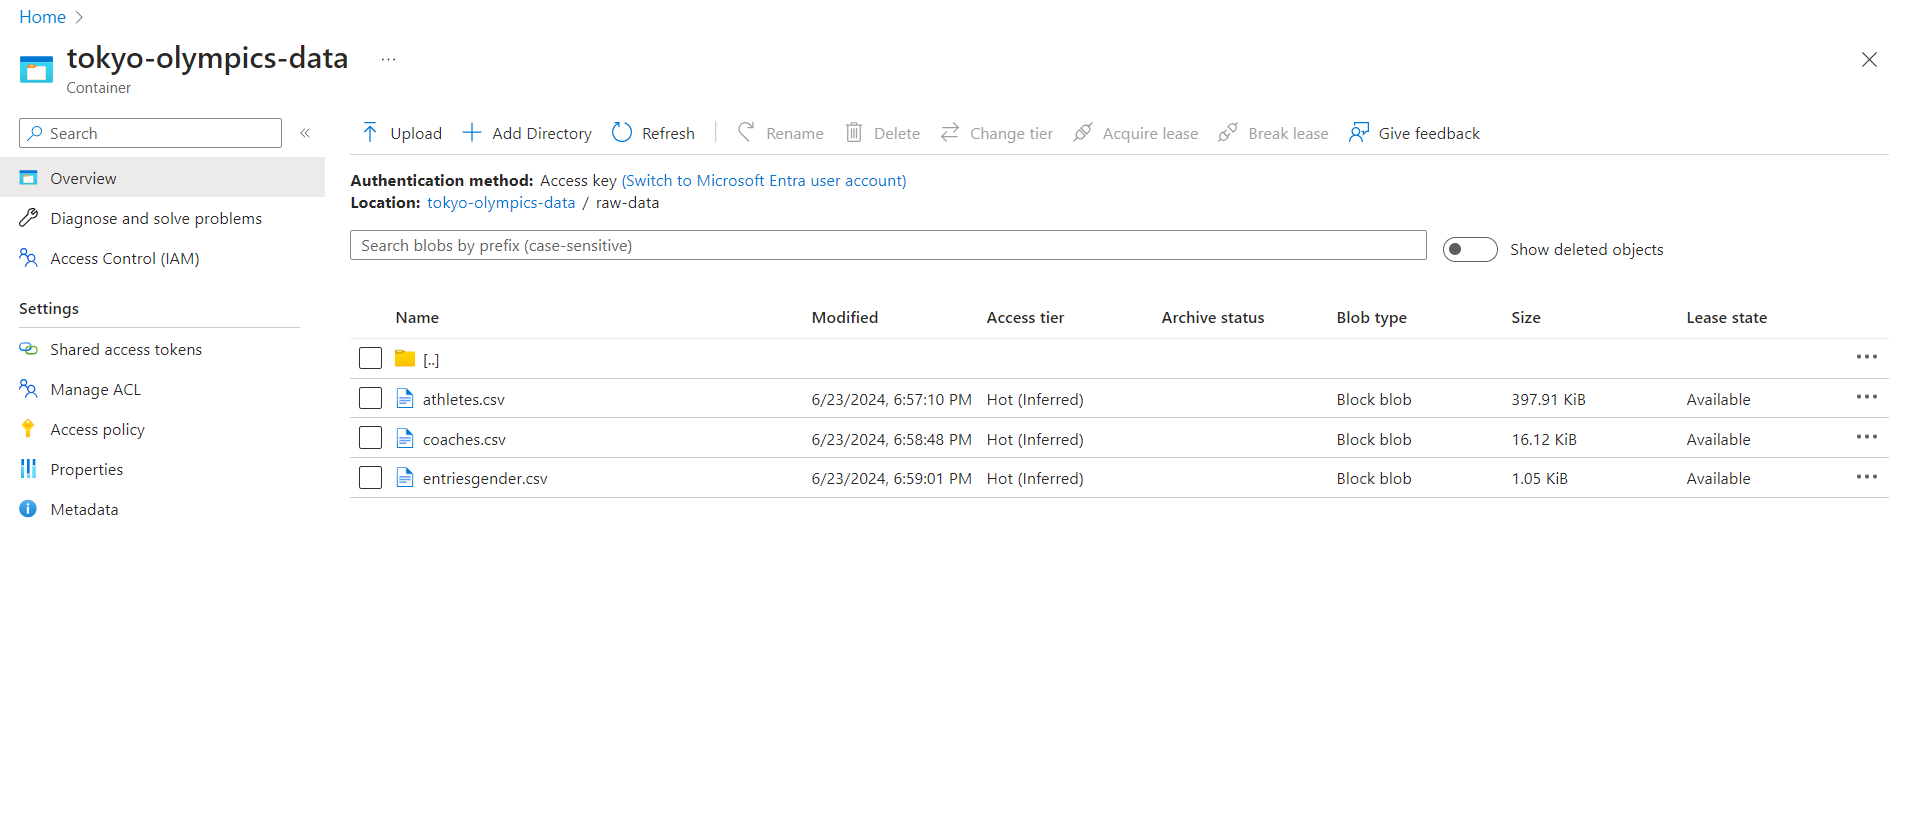 Home
tokyo-olympics-data ...
Container
Search «
Upload Add Directory Refresh Rename Delete Change tier Acquire lease Break lease Give feedback
Overview
Diagnose and solve problems
Access Control (IAM)
Settings
Shared access tokens
Manage ACL
Access policy
Properties
Metadata
Authentication method: Access key (Switch to Microsoft Entra user account)
Location: tokyo-olympics-data / raw-data
Search blobs by prefix (case-sensitive)
Show deleted objects
Name Modified Access tier Archive status Blob type Size Lease state
[..]
athletes.csv 6/23/2024, 6:57:10 PM Hot (Inferred) Block blob 397.91 KiB Available
coaches.csv 6/23/2024, 6:58:48 PM Hot (Inferred) Block blob 16.12 KiB Available
entriesgender.csv 6/23/2024, 6:59:01 PM Hot (Inferred) Block blob 1.05 KiB Available